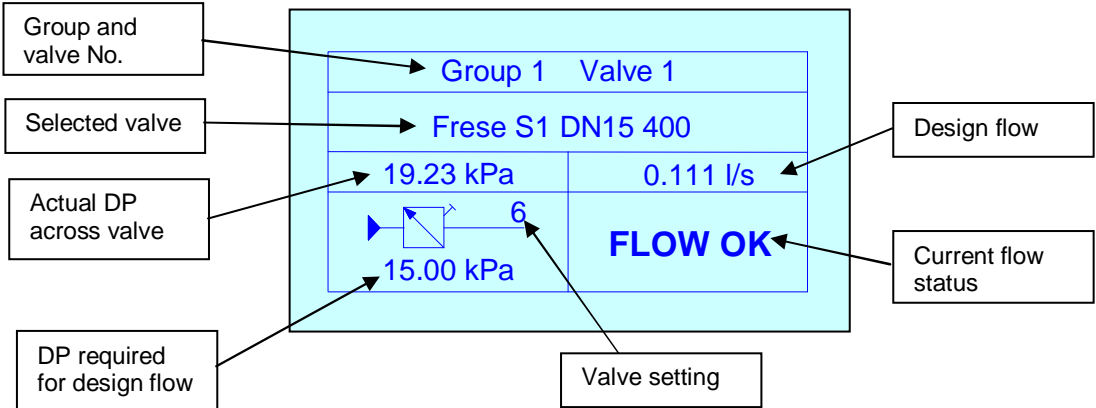 Group and
valve No.
Group 1 Valve 1
Selected valve
Frese S1 DN15 400
Design flow
19.23 kPa
0.111 l/s
Actual DP
across valve
6
FLOW OK
15.00 kPa
Current flow
status
DP required
for design flow
Valve setting